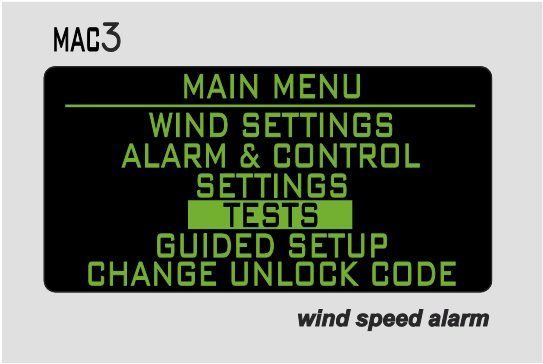 MAC3
MAIN MENU
WIND SETTINGS
ALARM & CONTROL
SETTINGS
TESTS
GUIDED SETUP
CHANGE UNLOCK CODE
wind speed alarm